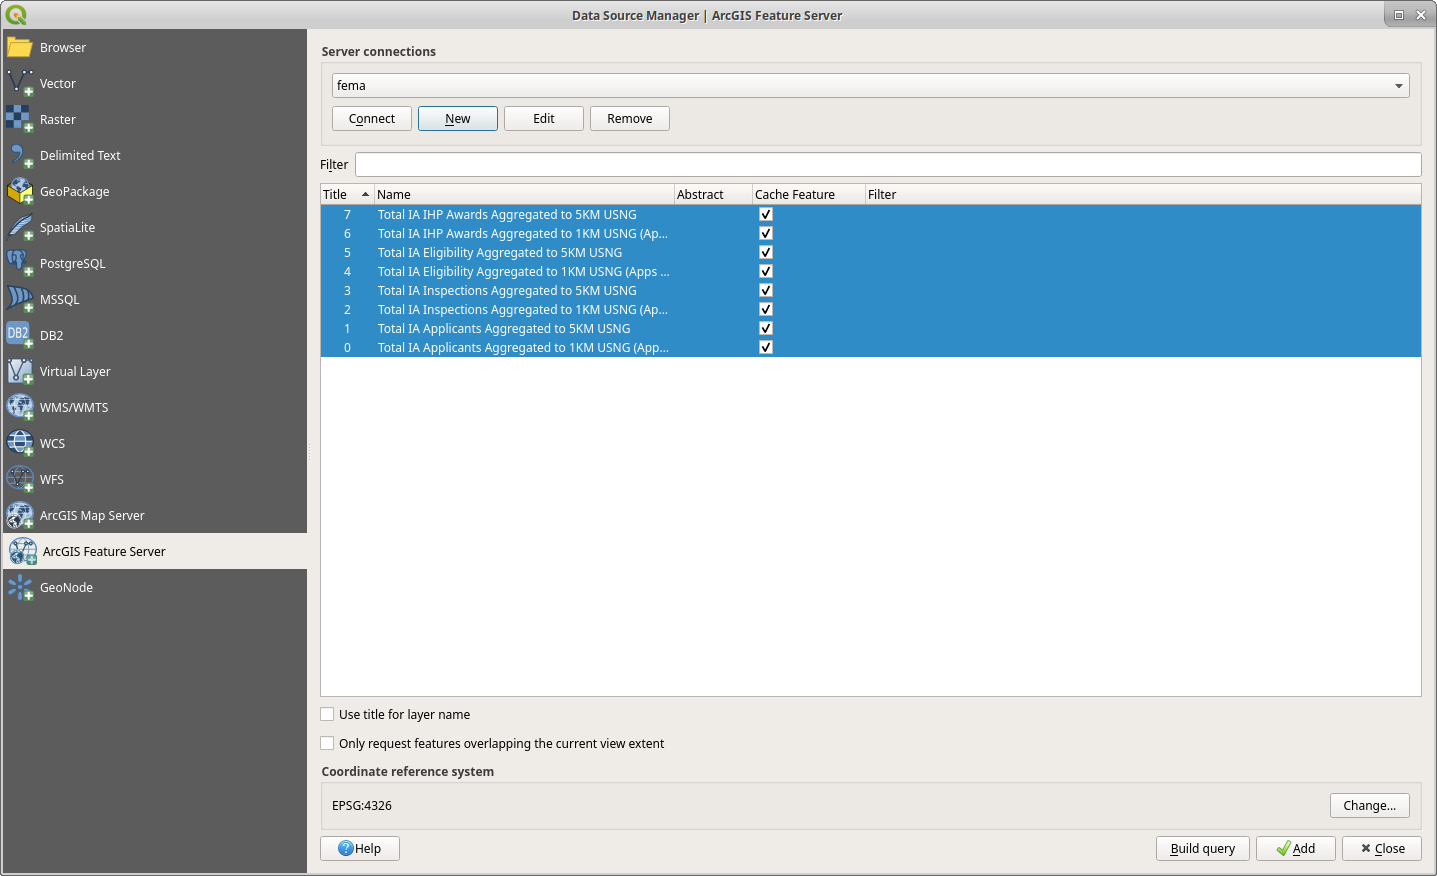 Data Source Manager | ArcGIS Feature Server
Browser
Vector
Raster
Delimited Text
GeoPackage
SpatiaLite
PostgreSQL
MSSQL
DB2 DB2
Virtual Layer
WMS/WMTS
WCS
WFS
ArcGIS Map Server
ArcGIS Feature Server
GeoNode
Server connections
fema
Connect New Edit Remove
Filter
Title Name Abstract Cache Feature Filter
7 Total IA IHP Awards Aggregated to 5KM USNG
6 Total IA IHP Awards Aggregated to 1KM USNG (Ap...
5 Total IA Eligibility Aggregated to 5KM USNG
4 Total IA Eligibility Aggregated to 1KM USNG (Apps ...
3 Total IA Inspections Aggregated to 5KM USNG
2 Total IA Inspections Aggregated to 1KM USNG (Ap...
1 Total IA Applicants Aggregated to 5KM USNG
0 Total IA Applicants Aggregated to 1KM USNG (App...
Use title for layer name
Only request features overlapping the current view extent
Coordinate reference system
EPSG:4326 Change...
? Help Build query Add Close